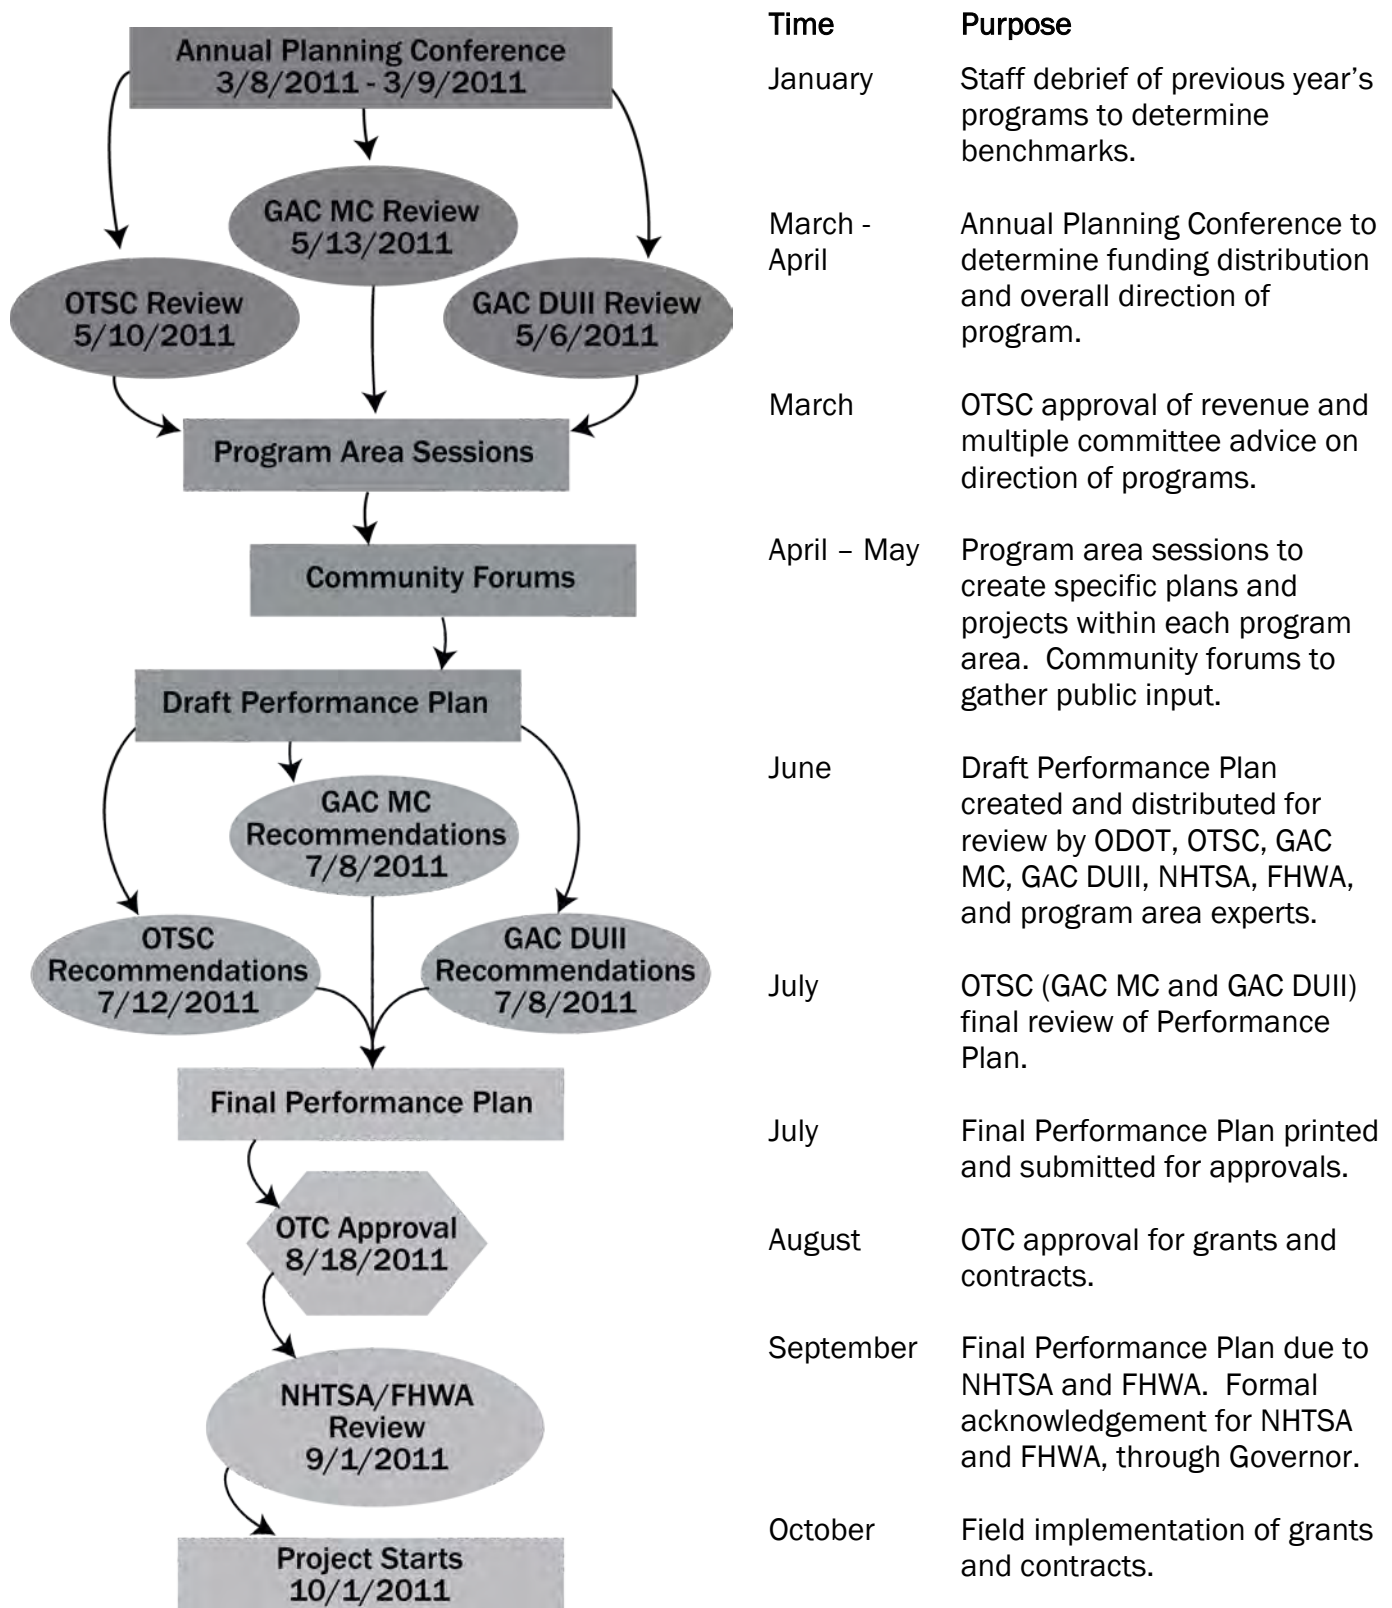 Annual Planning Conference
3/8/2011 - 3/9/2011
GAC MC Review
5/13/2011
OTSC Review
5/10/2011
GAC DUII Review
5/6/2011
Program Area Sessions
Community Forums
Draft Performance Plan
GAC MC
Recommendations
7/8/2011
OTSC
Recommendations
7/12/2011
GAC DUII
Recommendations
7/8/2011
Final Performance Plan
OTC Approval
8/18/2011
NHTSA/FHWA
Review
9/1/2011
Project Starts
10/1/2011
Time Purpose
January Staff debrief of previous year's
programs to determine
benchmarks.
March - Annual Planning Conference to
April determine funding distribution
and overall direction of
program.
March OTSC approval of revenue and
multiple committee advice on
direction of programs.
April – May Program area sessions to
create specific plans and
projects within each program
area. Community forums to
gather public input.
June Draft Performance Plan
created and distributed for
review by ODOT, OTSC, GAC
MC, GAC DUII, NHTSA, FHWA,
and program area experts.
July OTSC (GAC MC and GAC DUII)
final review of Performance
Plan.
July Final Performance Plan printed
and submitted for approvals.
August OTC approval for grants and
contracts.
September Final Performance Plan due to
NHTSA and FHWA. Formal
acknowledgement for NHTSA
and FHWA, through Governor.
October Field implementation of grants
and contracts.